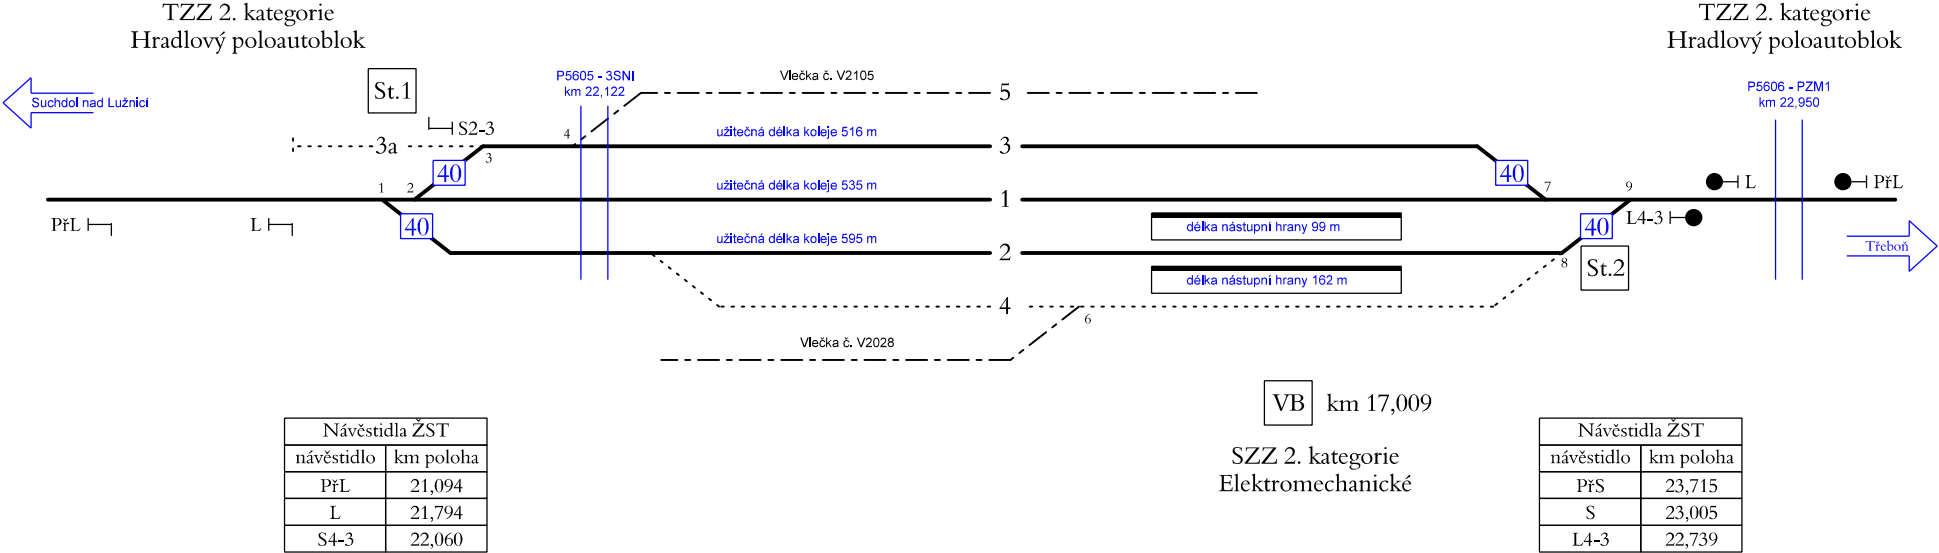 TZZ 2. kategorie
Hradlový poloautoblok
TZZ 2. kategorie
Hradlový poloautoblok
St.1
P5605 - 3SNI
km 22,122
Vlečka č. V2105
5
P5606 - PZM1
km 22,950
Suchdol nad Lužnicí
S2-3
4
užitečná délka koleje 516 m
3a
3
3
40
40
1
2
užitečná délka koleje 535 m
1
7
9
L
PřL
PřL
L
40
užitečná délka koleje 595 m
2
délka nástupní hrany 99 m
40
L4-3
Třeboň
8
St.2
délka nástupní hrany 162 m
4
6
Vlečka č. V2028
VB km 17,009
SZZ 2. kategorie
Elektromechanické
Návěstidla ŽST
návěstidlo km poloha
PřL 21,094
L 21,794
S4-3 22,060
Návěstidla ŽST
návěstidlo km poloha
PřS 23,715
S 23,005
L4-3 22,739